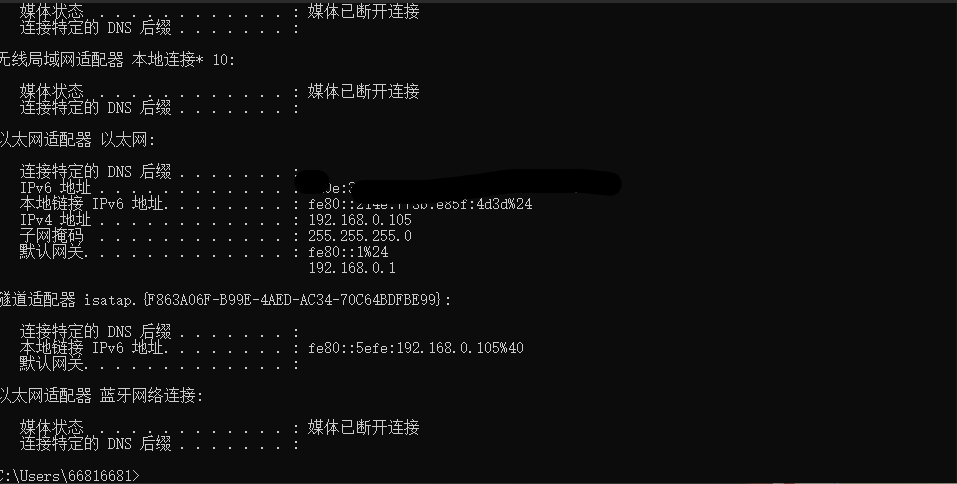 媒体状态 . . . . . . . . . . . . : 媒体已断开连接
连接特定的 DNS 后缀 . . . . . . . :
无线局域网适配器 本地连接* 10:
媒体状态 . . . . . . . . . . . . : 媒体已断开连接
连接特定的 DNS 后缀 . . . . . . . :
以太网适配器 以太网:
连接特定的 DNS 后缀 . . . . . . . :
IPv6 地址 . . . . . . . . . . . . :
本地链接 IPv6 地址. . . . . . . . :
IPv4 地址 . . . . . . . . . . . . : 192.168.0.105
子网掩码 . . . . . . . . . . . . : 255.255.255.0
默认网关. . . . . . . . . . . . . : fe80::1%24
192.168.0.1
隧道适配器 isatap.{F863A06F-B99E-4AED-AC34-70C64BDFBE99}:
连接特定的 DNS 后缀 . . . . . . . :
本地链接 IPv6 地址. . . . . . . . : fe80::5efe:192.168.0.105%40
默认网关. . . . . . . . . . . . . :
以太网适配器 蓝牙网络连接:
媒体状态 . . . . . . . . . . . . : 媒体已断开连接
连接特定的 DNS 后缀 . . . . . . . :
C:\Users\66816681>